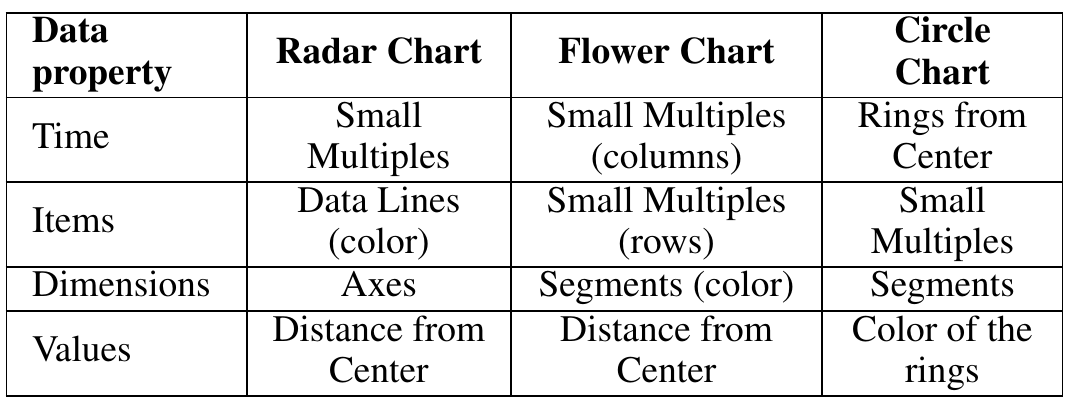 Data property	Radar Chart	Flower Chart	Circle Chart
Time	Small Multiples	Small Multiples (columns)	Rings from Center
Items	Data Lines (color)	Small Multiples (rows)	Small Multiples
Dimensions	Axes	Segments (color)	Segments
Values	Distance from Center	Distance from Center	Color of the rings